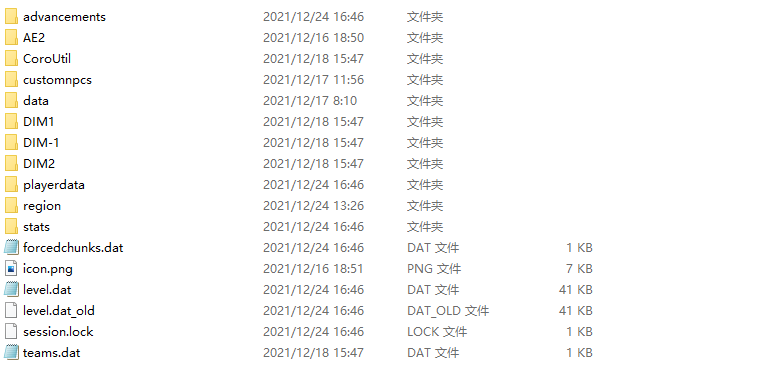 advancements 2021/12/24 16:46 文件夹
AE2 2021/12/16 18:50 文件夹
CoroUtil 2021/12/18 15:47 文件夹
customnpcs 2021/12/17 11:56 文件夹
data 2021/12/17 8:10 文件夹
DIM1 2021/12/18 15:47 文件夹
DIM-1 2021/12/18 15:47 文件夹
DIM2 2021/12/18 15:47 文件夹
playerdata 2021/12/24 16:46 文件夹
region 2021/12/24 13:26 文件夹
stats 2021/12/24 16:46 文件夹
forcedchunks.dat 2021/12/24 16:46 DAT 文件 1 KB
icon.png 2021/12/16 18:51 PNG 文件 7 KB
level.dat 2021/12/24 16:46 DAT 文件 41 KB
level.dat_old 2021/12/24 16:46 DAT_OLD 文件 41 KB
session.lock 2021/12/24 16:46 LOCK 文件 1 KB
teams.dat 2021/12/18 15:47 DAT 文件 1 KB